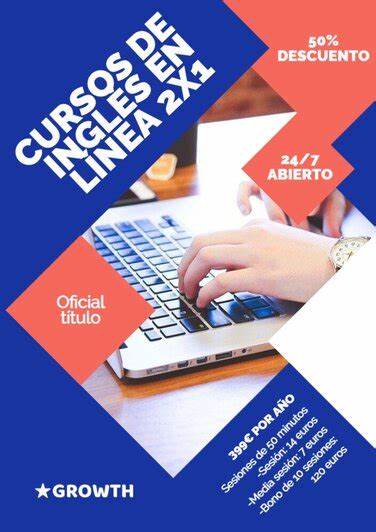 CURSOS DE
INGLES EN
LÍNEA 2X1
50%
DESCUENTO
24/7
ABIERTO
Oficial
título
399€ POR AÑO
Sesiones de 50 minutos
-Sesión: 14 euros
-Media sesión: 7 euros
-Bono de 10 sesiones:
120 euros
★GROWTH